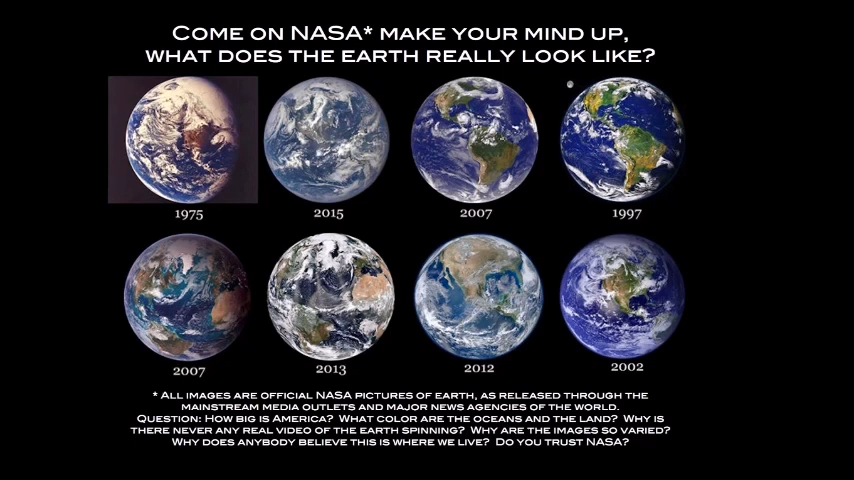 Come on NASA* make your mind up,
what does the earth really look like?
1975
2015
2007
1997
2007
2013
2012
2002
* All images are official NASA pictures of earth, as released through the
mainstream media outlets and major news agencies of the world.
Question: How big is America? What color are the oceans and the land? Why is
there never any real video of the earth spinning? Why are the images so varied?
Why does anybody believe this is where we live? Do you trust NASA?